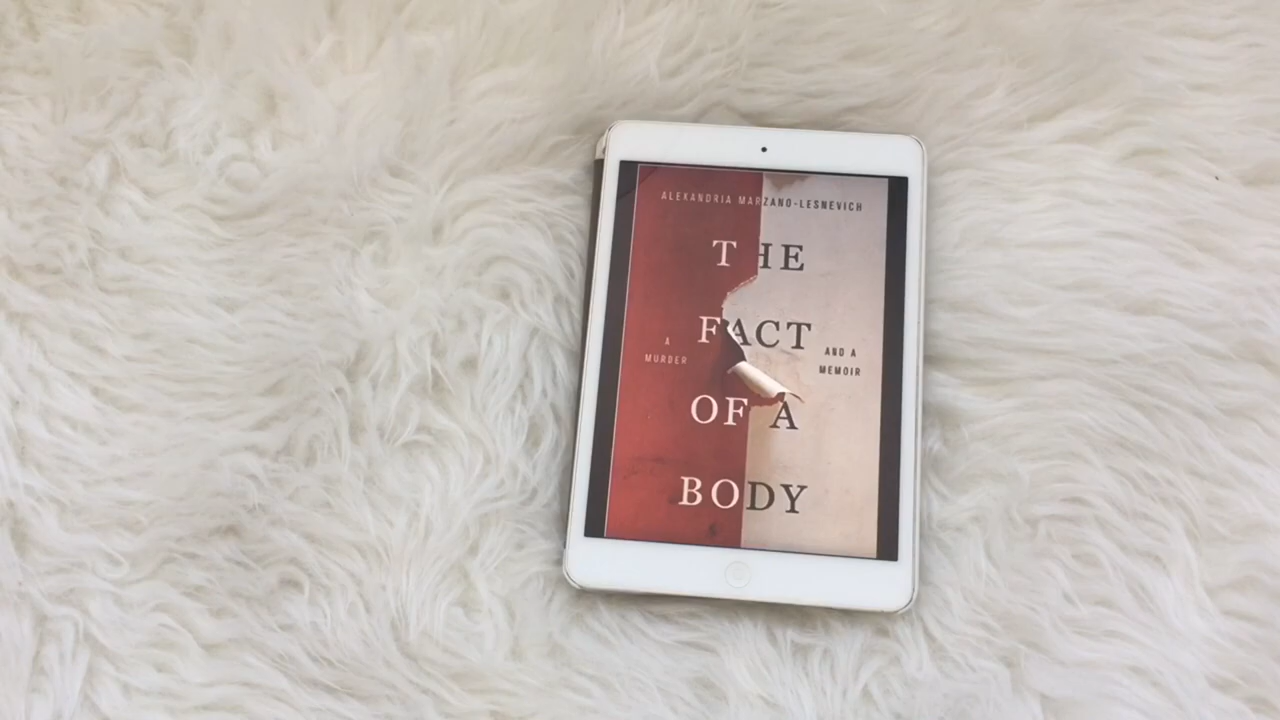 ALEXANDRIA MARZANO-LESNEVICH
THE
FACT
A
MURDER
AND A
MEMOIR
OF A
BODY